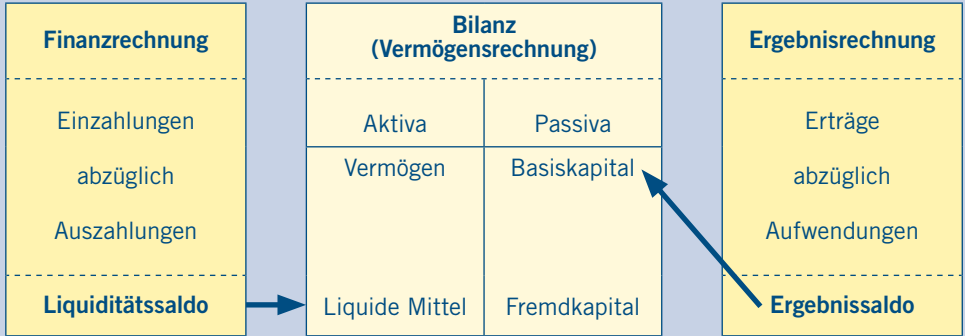 Finanzrechnung
Einzahlungen
abzüglich
Auszahlungen
Liquiditätssaldo
Bilanz
(Vermögensrechnung)
Aktiva
Passiva
Vermögen
Basiskapital
Liquide Mittel
Fremdkapital
Ergebnisrechnung
Erträge
abzüglich
Aufwendungen
Ergebnissaldo